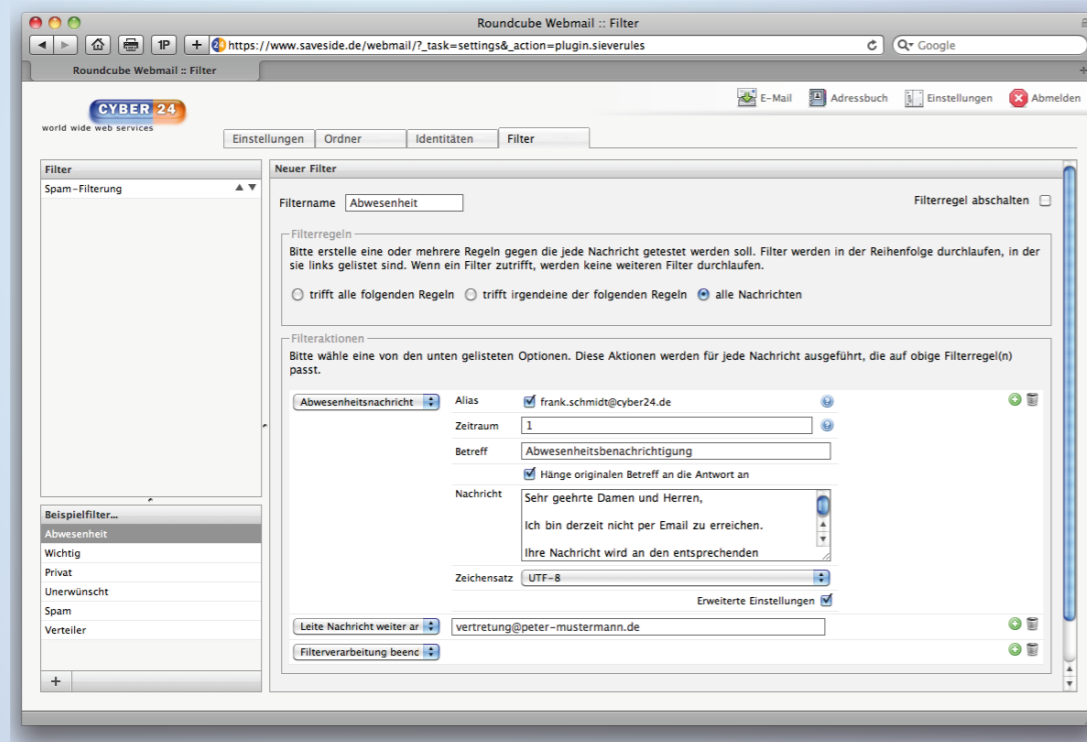 Roundcube Webmail :: Filter
1P + 24 https://www.saveside.de/webmail/?_task=settings&_action=plugin.sieverules Google
Roundcube Webmail :: Filter
E-Mail Adressbuch Einstellungen Abmelden
CYBER 24
world wide web services
Einstellungen Ordner Identitäten Filter
Filter
Spam-Filterung
Neuer Filter
Filtername Abwesenheit Filterregel abschalten
Filterregeln
Bitte erstelle eine oder mehrere Regeln gegen die jede Nachricht getestet werden soll. Filter werden in der Reihenfolge durchlaufen, in der
sie links gelistet sind. Wenn ein Filter zutrifft, werden keine weiteren Filter durchlaufen.
trifft alle folgenden Regeln trifft irgendeine der folgenden Regeln alle Nachrichten
Filteraktionen
Bitte wähle eine von den unten gelisteten Optionen. Diese Aktionen werden für jede Nachricht ausgeführt, die auf obige Filterregel(n)
passt.
Abwesenheitsnachricht Alias frank.schmidt@cyber24.de
Zeitraum 1
Betreff Abwesenheitsbenachrichtigung
Hänge originalen Betreff an die Antwort an
Nachricht Sehr geehrte Damen und Herren,
Ich bin derzeit nicht per Email zu erreichen.
Ihre Nachricht wird an den entsprechenden
Zeichensatz UTF-8
Erweiterte Einstellungen
Leite Nachricht weiter ar vertretung@peter-mustermann.de
Filterverarbeitung beenc
Beispielfilter...
Abwesenheit
Wichtig
Privat
Unerwünscht
Spam
Verteiler
+